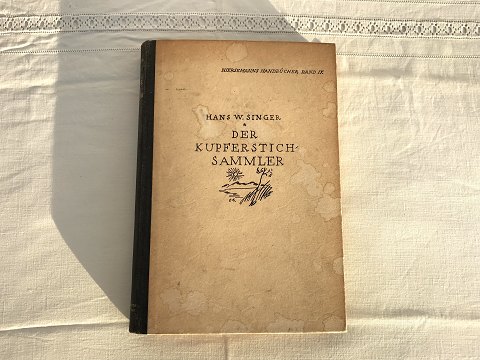 HIERSEMANNS HANDBÜCHER, BAND IX
HANS W. SINGER
DER
KUPFERSTICH-
SAMMLER